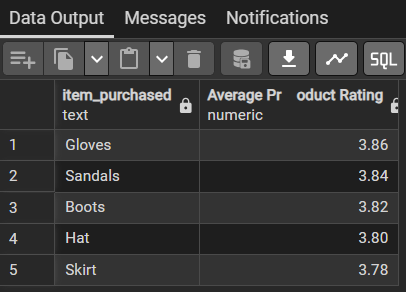 Data Output Messages Notifications
SQL
item_purchased Average Pr oduct Rating
text numeric
1 Gloves 3.86
2 Sandals 3.84
3 Boots 3.82
4 Hat 3.80
5 Skirt 3.78